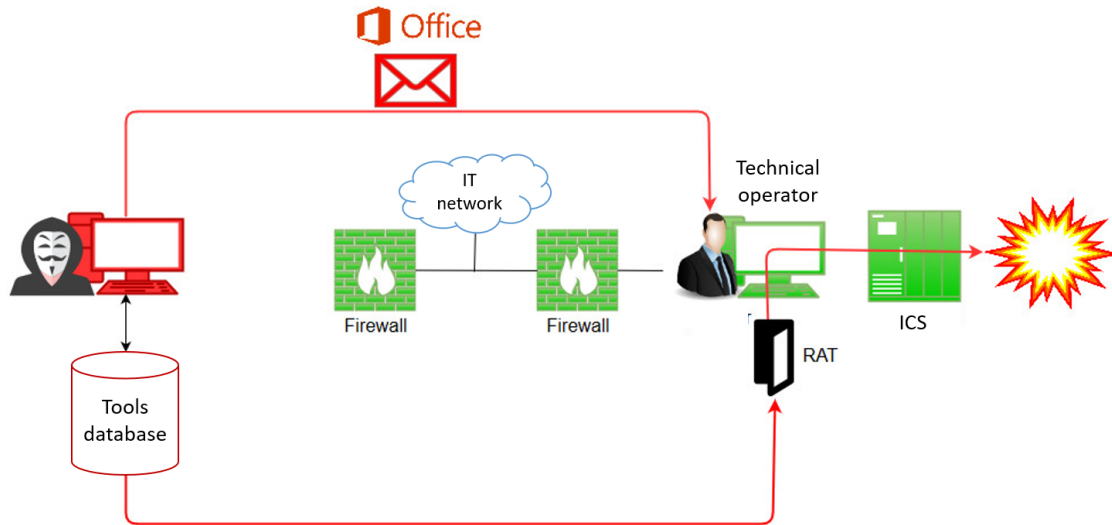 Office
IT
network
Technical
operator
Firewall
Firewall
ICS
RAT
Tools
database